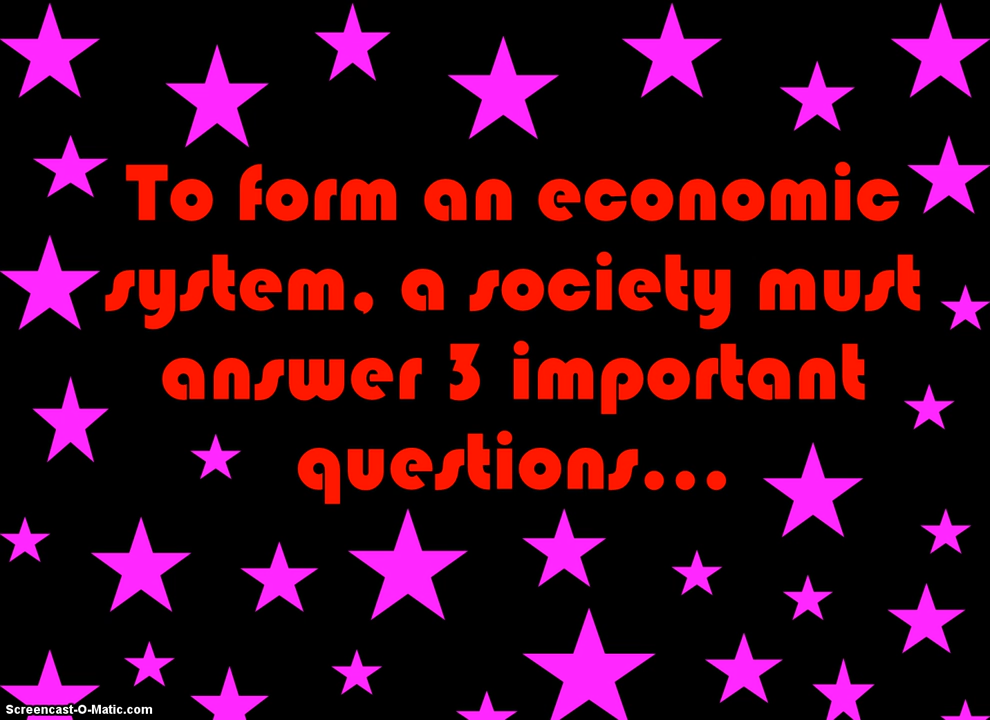 To form an economic
system, a society must
answer 3 important
questions...
Screencast-O-Matic.com